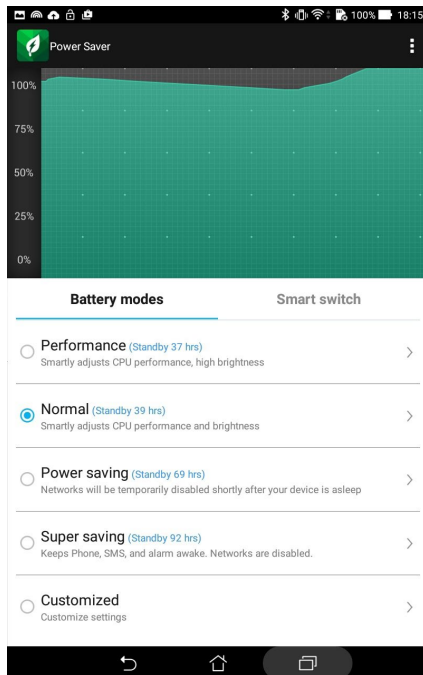 100% 18:15
Power Saver
100%
75%
50%
25%
0%
Battery modes Smart switch
Performance (Standby 37 hrs)
Smartly adjusts CPU performance, high brightness
Normal (Standby 39 hrs)
Smartly adjusts CPU performance and brightness
Power saving (Standby 69 hrs)
Networks will be temporarily disabled shortly after your device is asleep
Super saving (Standby 92 hrs)
Keeps Phone, SMS, and alarm awake. Networks are disabled.
Customized
Customize settings